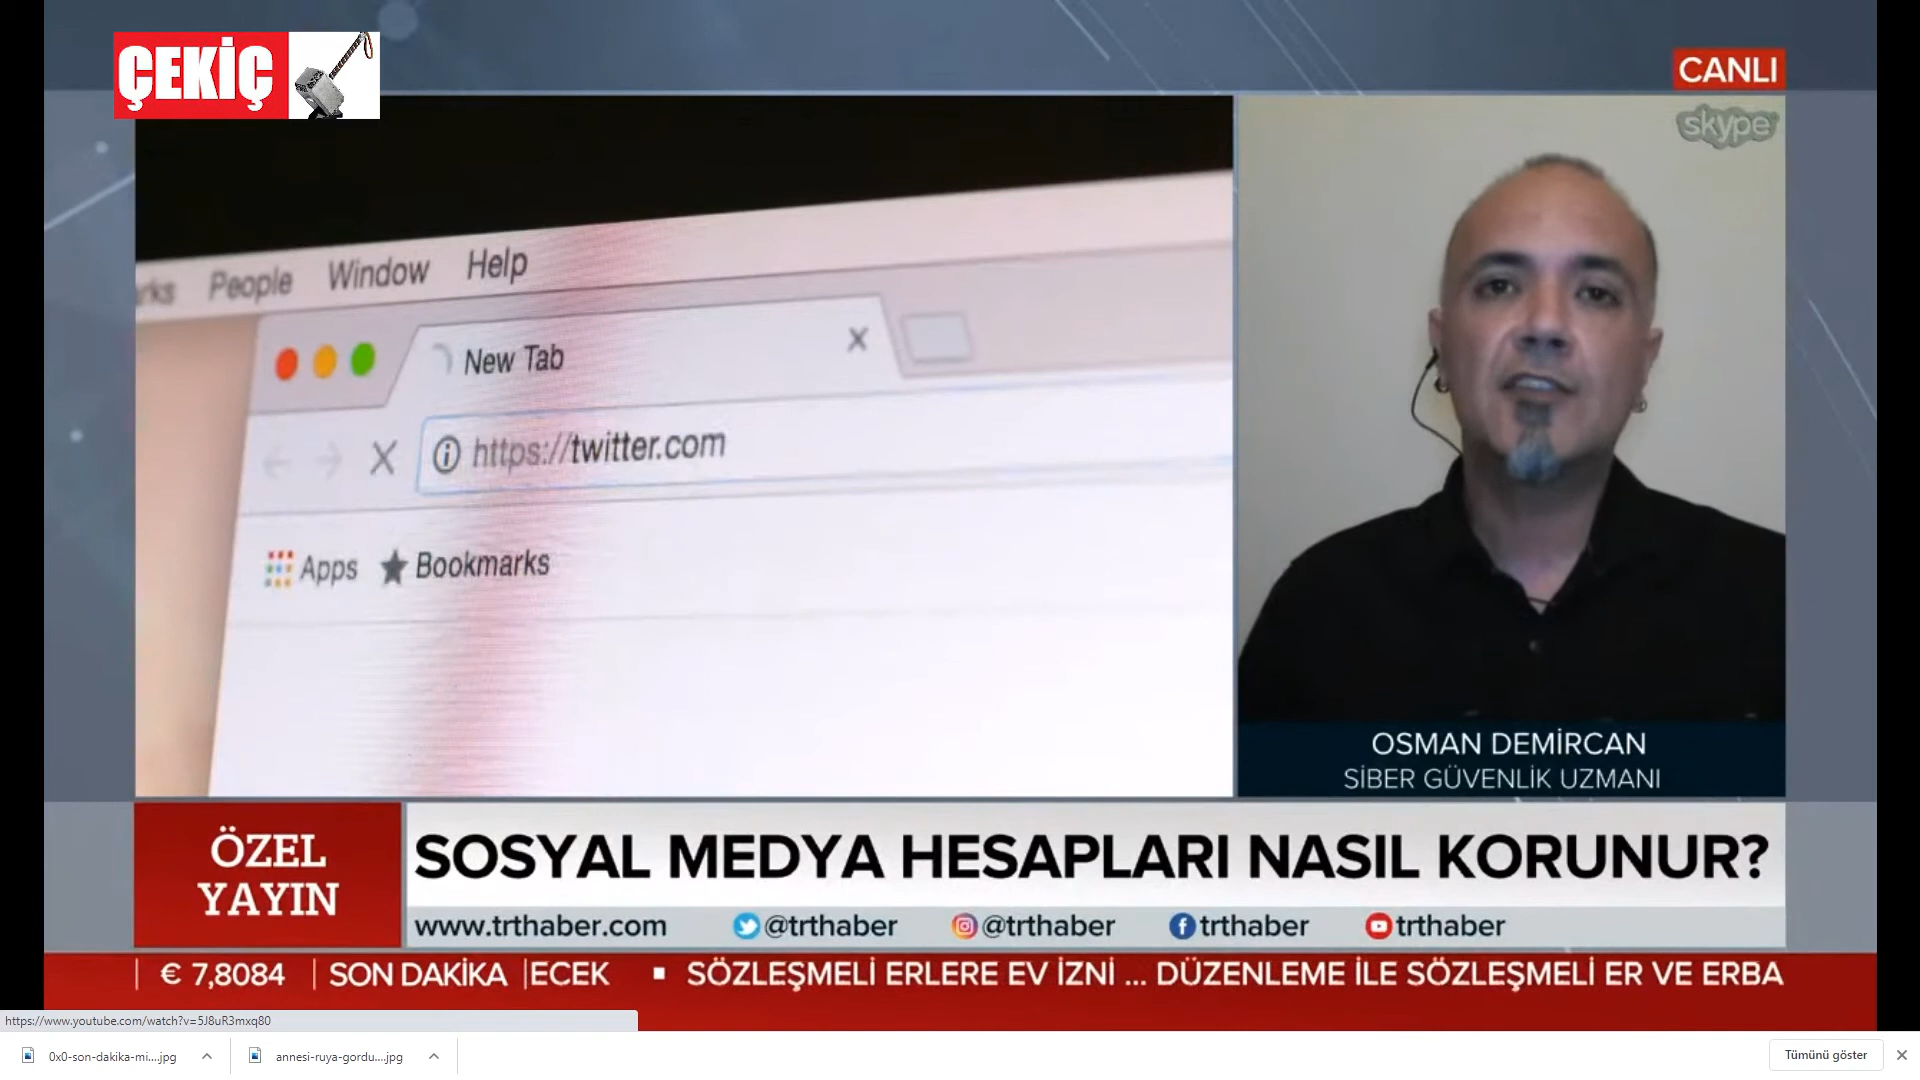 ÇEKİÇ
CANLI
skype
rks People Window Help
New Tab
https://twitter.com
Apps Bookmarks
OSMAN DEMİRCAN
SİBER GÜVENLİK UZMANI
ÖZEL
YAYIN
SOSYAL MEDYA HESAPLARI NASIL KORUNUR?
www.trthaber.com @trthaber @trthaber trthaber trthaber
€ 7,8084 SON DAKİKA ECEK ▪ SÖZLEŞMELİ ERLERE EV İZNİ ... DÜZENLEME İLE SÖZLEŞMELİ ER VE ERBA
https://www.youtube.com/watch?v=5J8uR3mxq80
0x0-son-dakika-mi....jpg annesi-ruya-gordu....jpg Tümünü göster